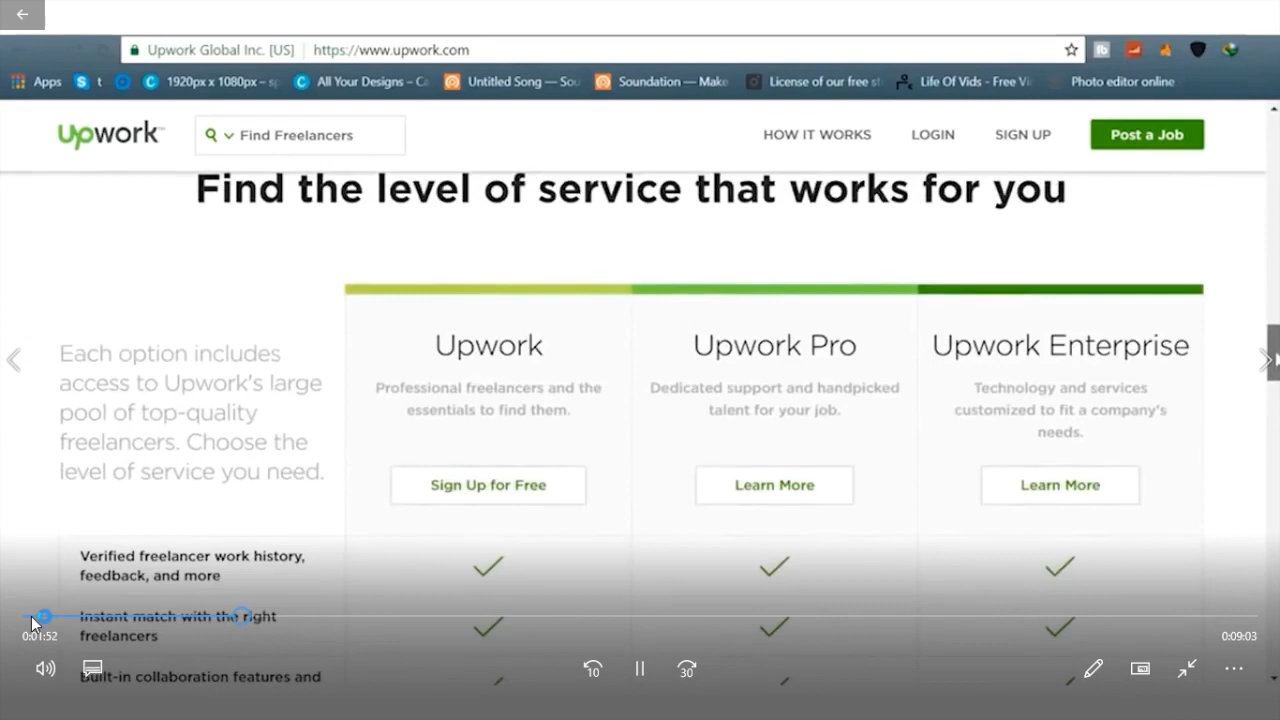 Upwork Global Inc. [US] https://www.upwork.com
Apps t 1920px x 1080px – All Your Designs – Ca Untitled Song — Sou Soundation — Make License of our free st Life Of Vids - Free Vi Photo editor online
Upwork Find Freelancers HOW IT WORKS LOGIN SIGN UP Post a Job
Find the level of service that works for you
Each option includes
access to Upwork's large
pool of top-quality
freelancers. Choose the
level of service you need.
Upwork
Professional freelancers and the
essentials to find them.
Sign Up for Free
Upwork Pro
Dedicated support and handpicked
talent for your job.
Learn More
Upwork Enterprise
Technology and services
customized to fit a company's
needs.
Learn More
Verified freelancer work history,
feedback, and more
Instant match with the right
freelancers
Built-in collaboration features and
0:01:52 0:09:03
10 30